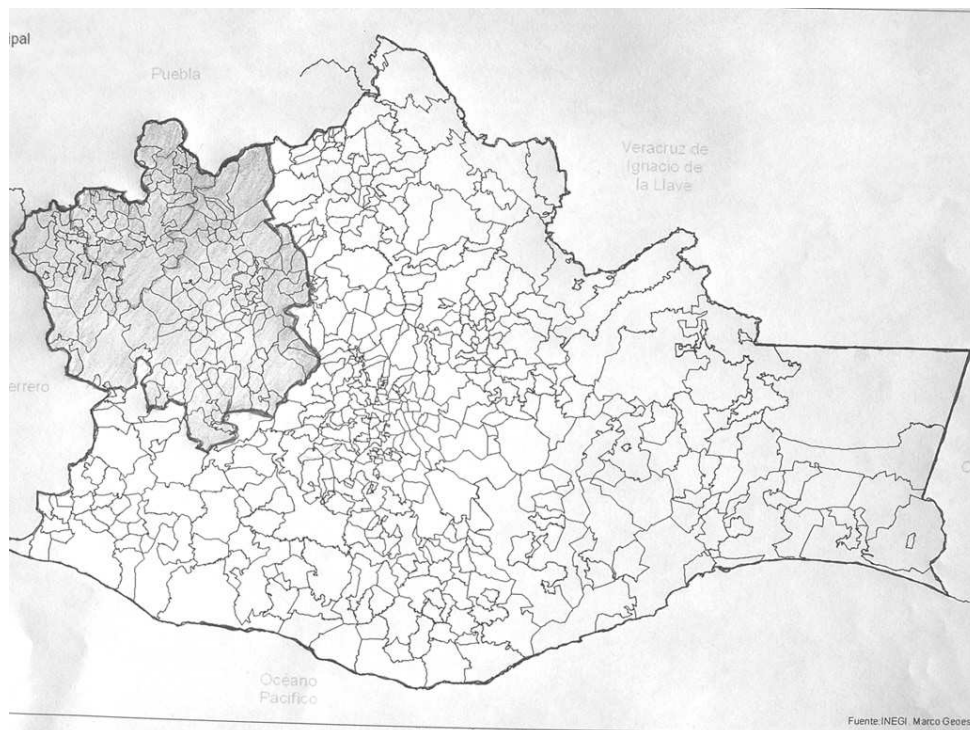 ipal
Puebla
Veracruz de
Ignacio de
la Llave
errero
Océano
Pacífico
Fuente:INEGI. Marco Geoes